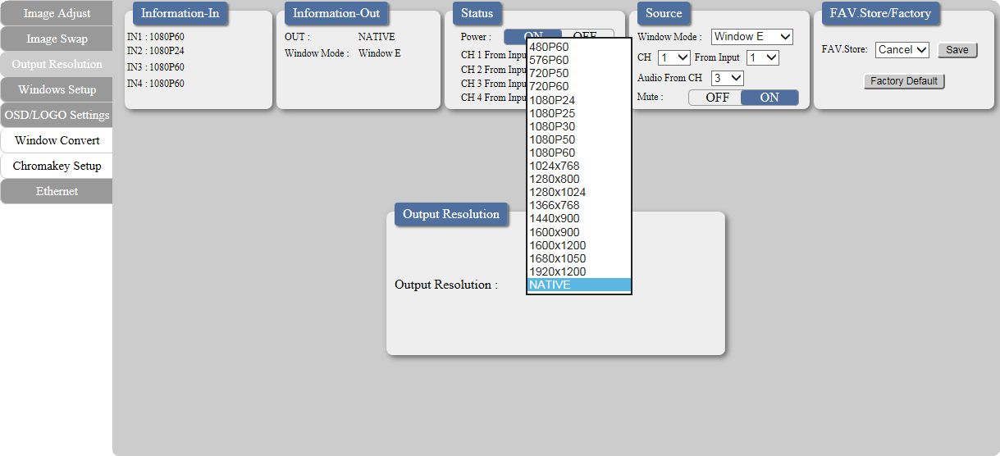 Image Adjust
Image Swap
Output Resolution
Windows Setup
OSD/LOGO Settings
Window Convert
Chromakey Setup
Ethernet
Information-In
IN1 : 1080P60
IN2 : 1080P24
IN3 : 1080P60
IN4 : 1080P60
Information-Out
OUT : NATIVE
Window Mode : Window E
Status
Power : ON OFF
CH 1 From Inpu
CH 2 From Inpu
CH 3 From Inpu
CH 4 From Inpu
Source
Window Mode : Window E
CH 1 From Input 1
Audio From CH 3
Mute : OFF ON
FAV.Store/Factory
FAV.Store: Cancel Save
Factory Default
Output Resolution
Output Resolution :
480P60
576P60
720P50
720P60
1080P24
1080P25
1080P30
1080P50
1080P60
1024x768
1280x800
1280x1024
1366x768
1440x900
1600x900
1600x1200
1680x1050
1920x1200
NATIVE